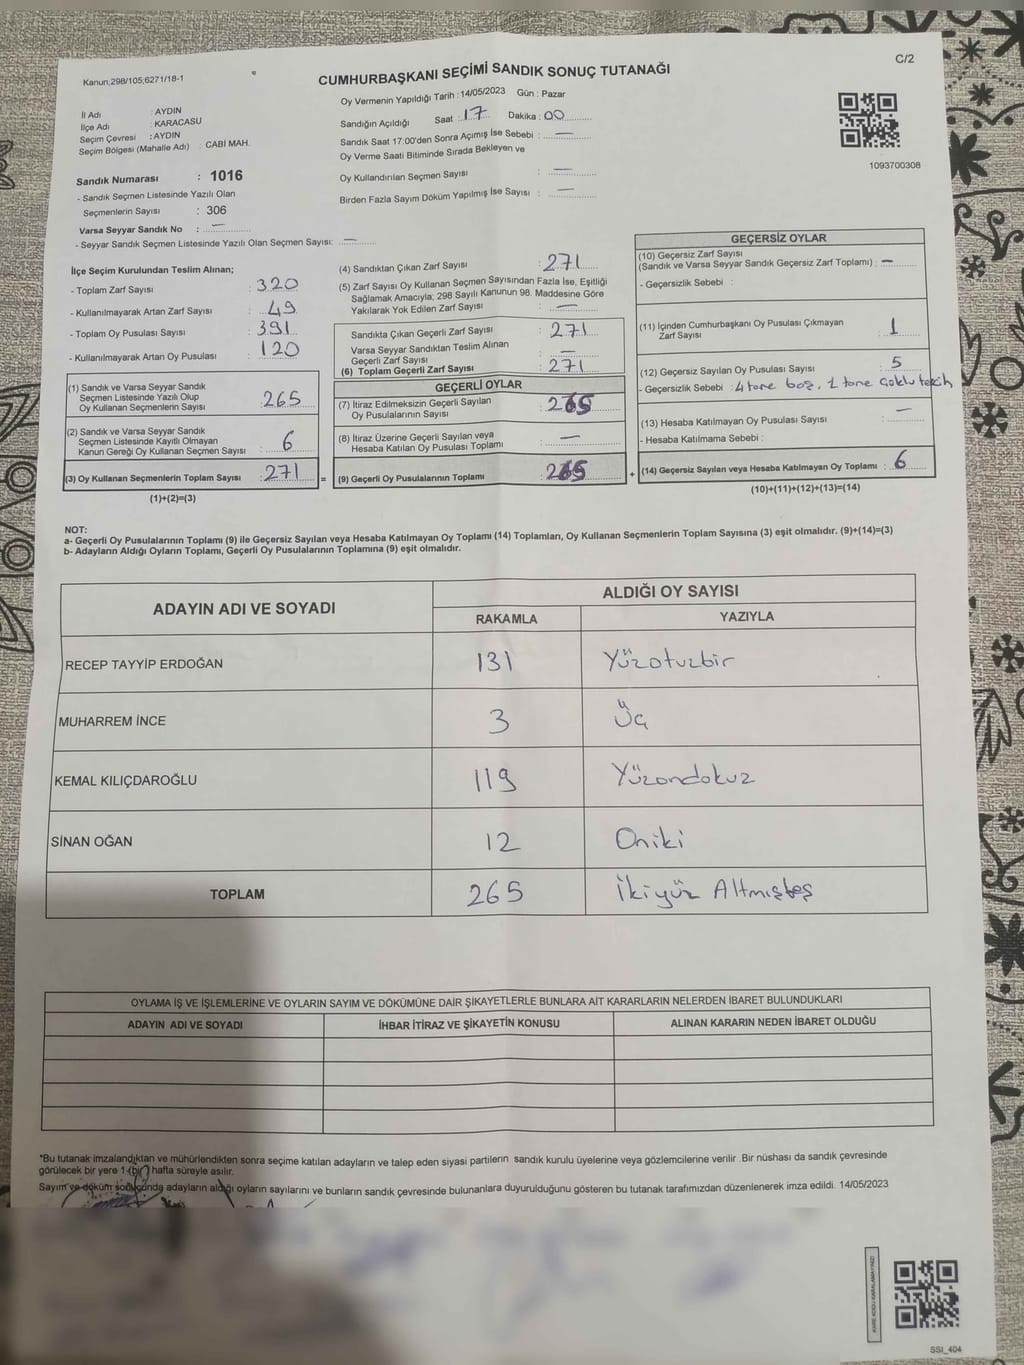 C/2
Kanun;298/105;6271/18-1
CUMHURBAŞKANI SEÇİMİ SANDIK SONUÇ TUTANAĞI
İl Adı : AYDIN
İlçe Adı : KARACASU
Seçim Çevresi : AYDIN
Seçim Bölgesi (Mahalle Adı) : CABİ MAH.
Sandık Numarası : 1016
- Sandık Seçmen Listesinde Yazılı Olan
Seçmenlerin Sayısı : 306
Varsa Seyyar Sandık No : —
- Seyyar Sandık Seçmen Listesinde Yazılı Olan Seçmen Sayısı: —
Oy Vermenin Yapıldığı Tarih : 14/05/2023 Gün : Pazar
Sandığın Açıldığı Saat : 17 Dakika : 00
Sandık Saat 17:00'den Sonra Açımış İse Sebebi : —
Oy Verme Saati Bitiminde Sırada Bekleyen ve
Oy Kullandırılan Seçmen Sayısı : —
Birden Fazla Sayım Döküm Yapılmış İse Sayısı : —
1093700308
İlçe Seçim Kurulundan Teslim Alınan;
- Toplam Zarf Sayısı : 320
- Kullanılmayarak Artan Zarf Sayısı : 49
- Toplam Oy Pusulası Sayısı : 391
- Kullanılmayarak Artan Oy Pusulası : 120
(1) Sandık ve Varsa Seyyar Sandık
Seçmen Listesinde Yazılı Olup
Oy Kullanan Seçmenlerin Sayısı : 265
(2) Sandık ve Varsa Seyyar Sandık
Seçmen Listesinde Kayıtlı Olmayan
Kanun Gereği Oy Kullanan Seçmen Sayısı : 6
(3) Oy Kullanan Seçmenlerin Toplam Sayısı : 271
(1)+(2)=(3)
(4) Sandıktan Çıkan Zarf Sayısı : 271
(5) Zarf Sayısı Oy Kullanan Seçmen Sayısından Fazla İse, Eşitliği
Sağlamak Amacıyla; 298 Sayılı Kanunun 98. Maddesine Göre
Yakılarak Yok Edilen Zarf Sayısı : —
Sandıkta Çıkan Geçerli Zarf Sayısı : 271
Varsa Seyyar Sandıktan Teslim Alınan
Geçerli Zarf Sayısı : —
(6) Toplam Geçerli Zarf Sayısı : 271
GEÇERLİ OYLAR
(7) İtiraz Edilmeksizin Geçerli Sayılan
Oy Pusulasının Sayısı : 265
(8) İtiraz Üzerine Geçerli Sayılan veya
Hesaba Katılan Oy Pusulası Toplamı : —
= (9) Geçerli Oy Pusulalarının Toplamı : 265 +
GEÇERSİZ OYLAR
(10) Geçersiz Zarf Sayısı
(Sandık ve Varsa Seyyar Sandık Geçersiz Zarf Toplamı) : —
- Geçersizlik Sebebi :
(11) İçinden Cumhurbaşkanı Oy Pusulası Çıkmayan
Zarf Sayısı : 1
(12) Geçersiz Sayılan Oy Pusulası Sayısı : 5
- Geçersizlik Sebebi : 4 tane boş, 1 tane çoklu tercih
(13) Hesaba Katılmayan Oy Pusulası Sayısı : —
- Hesaba Katılmama Sebebi :
(14) Geçersiz Sayılan veya Hesaba Katılmayan Oy Toplamı : 6
(10)+(11)+(12)+(13)=(14)
NOT:
a- Geçerli Oy Pusulalarının Toplamı (9) ile Geçersiz Sayılan veya Hesaba Katılmayan Oy Toplamı (14) Toplamları, Oy Kullanan Seçmenlerin Toplam Sayısına (3) eşit olmalıdır. (9)+(14)=(3)
b- Adayların Aldığı Oyların Toplamı, Geçerli Oy Pusulalarının Toplamına (9) eşit olmalıdır.
ADAYIN ADI VE SOYADI ALDIĞI OY SAYISI
RAKAMLA YAZIYLA
RECEP TAYYİP ERDOĞAN 131 Yüzotuzbir
MUHARREM İNCE 3 Üç
KEMAL KILIÇDAROĞLU 119 Yüzondokuz
SİNAN OĞAN 12 Oniki
TOPLAM 265 İkiyüz Altmışbeş
OYLAMA İŞ VE İŞLEMLERİNE VE OYLARIN SAYIM VE DÖKÜMÜNE DAİR ŞİKAYETLERLE BUNLARA AİT KARARLARIN NELERDEN İBARET BULUNDUKLARI
ADAYIN ADI VE SOYADI İHBAR İTİRAZ VE ŞİKAYETİN KONUSU ALINAN KARARIN NEDEN İBARET OLDUĞU
*Bu tutanak imzalandıktan ve mühürlendikten sonra seçime katılan adayların ve talep eden siyasi partilerin sandık kurulu üyelerine veya gözlemcilerine verilir .Bir nüshası da sandık çevresinde
görülecek bir yere 1 (bir) hafta süreyle asılır.
Sayım ve döküm sonucunda adayların aldığı oyların sayılarını ve bunların sandık çevresinde bulunanlara duyurulduğunu gösteren bu tutanak tarafımızdan düzenlenerek imza edildi. 14/05/2023
SSI_404